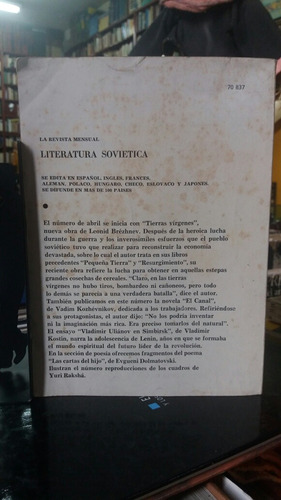 70 837
LA REVISTA MENSUAL
LITERATURA SOVIETICA
SE EDITA EN ESPAÑOL, INGLES, FRANCES,
ALEMAN, POLACO, HUNGARO, CHECO, ESLOVACO Y JAPONES.
SE DIFUNDE EN MAS DE 100 PAISES
El número de abril se inicia con "Tierras vírgenes",
nueva obra de Leonid Brézhnev. Después de la heroica lucha
durante la guerra y los inverosímiles esfuerzos que el pueblo
soviético tuvo que realizar para reconstruir la economía
devastada, sobre lo cual el autor trata en sus libros
precedentes "Pequeña Tierra" y "Resurgimiento", su
reciente obra refiere la lucha para obtener en aquellas estepas
grandes cosechas de cereales. "Claro, en las tierras
vírgenes no hubo tiros, bombardeo ni cañoneo, pero todo
lo demás se parecía a una verdadera batalla", dice el autor.
También publicamos en este número la novela "El Canal",
de Vadim Kozhévnikov, dedicada a los trabajadores. Refiriéndose
a sus protagonistas, el autor dijo: "No los podría inventar
ni la imaginación más rica. Era preciso tomarlos del natural".
El ensayo "Vladímir Uliánov en Simbirsk", de Vladímir
Kostin, narra la adolescencia de Lenin, años en que se formaba
el mundo espiritual del futuro líder de la revolución.
En la sección de poesía ofrecemos fragmentos del poema
"Las cartas del hijo", de Evgueni Dolmatovski.
Ilustran el número reproducciones de los cuadros de
Yuri Rakshá.